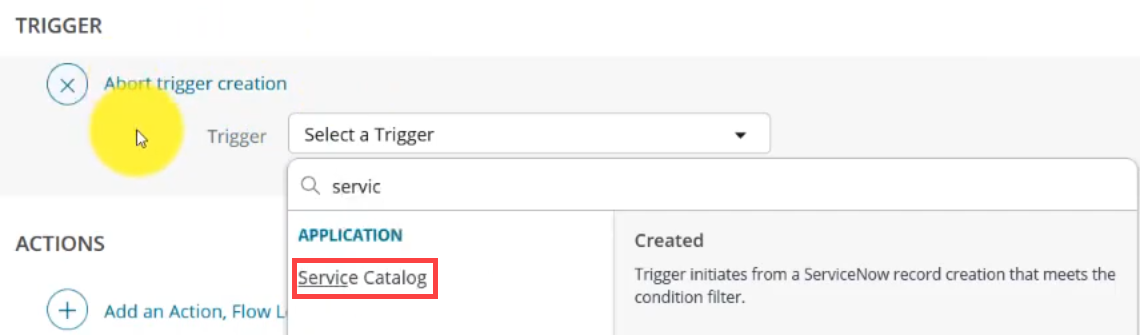 TRIGGER
Abort trigger creation
Trigger
Select a Trigger
servic
APPLICATION
Service Catalog
Created
Trigger initiates from a ServiceNow record creation that meets the
condition filter.
ACTIONS
Add an Action, Flow L